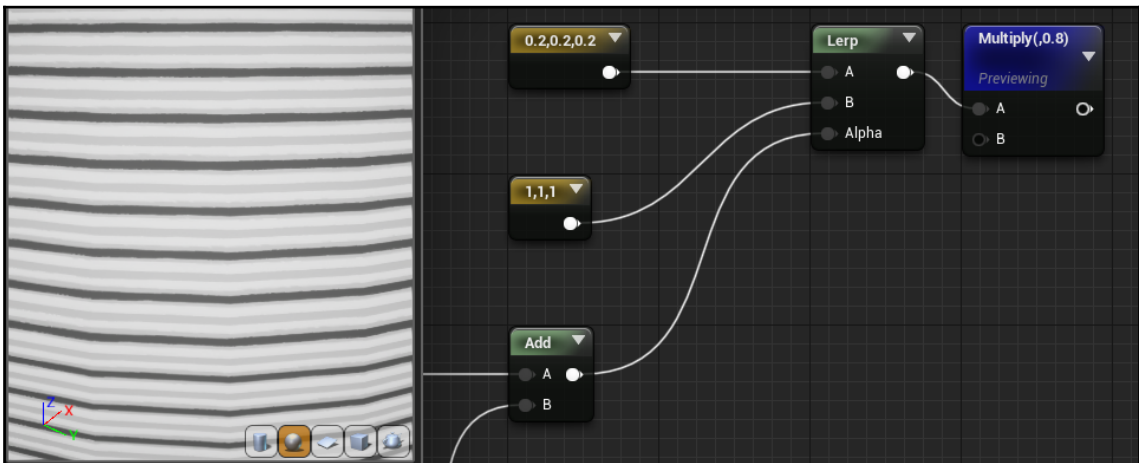 0.2,0.2,0.2
Lerp
A
B
Alpha
Multiply(,0.8)
Previewing
A
B
1,1,1
Add
A
B
Z
X
Y